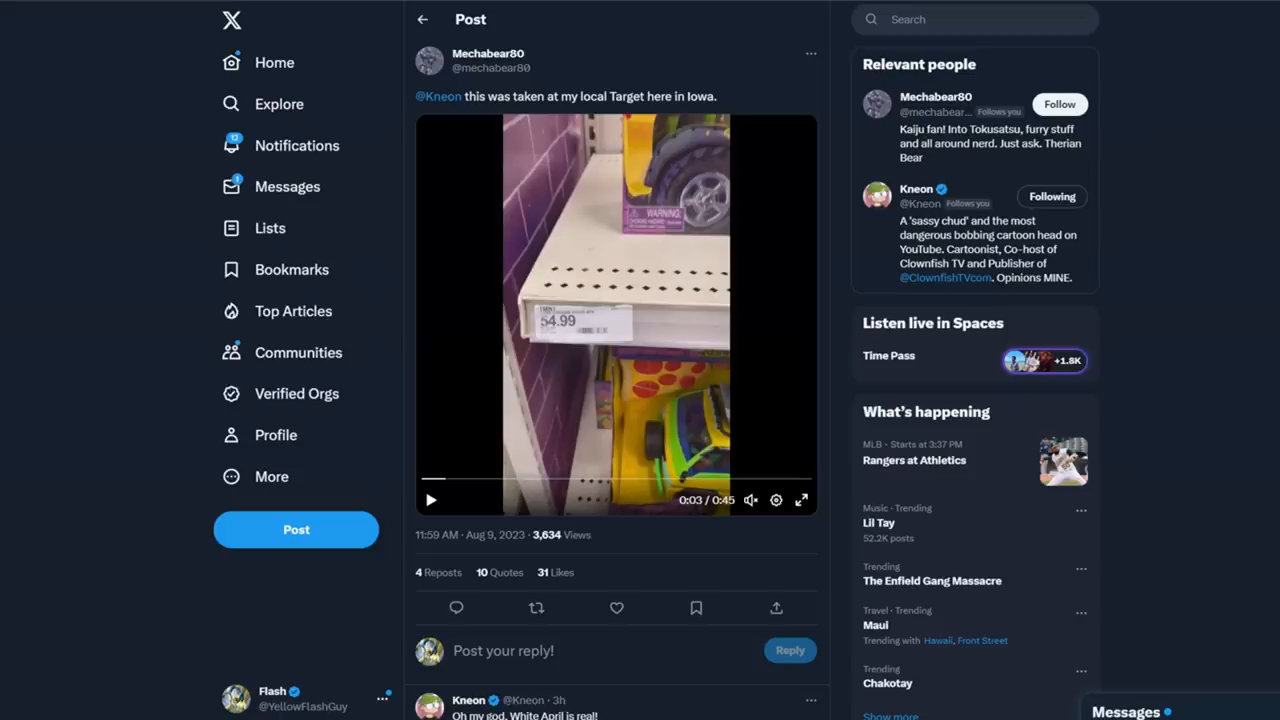 Post
Search
Mechabear80
@mechabear80
@Kneon this was taken at my local Target here in Iowa.
WARNING:
54.99
0:03 / 0:45
11:59 AM · Aug 9, 2023 · 3,634 Views
4 Reposts 10 Quotes 31 Likes
Post your reply!
Reply
Kneon @Kneon · 3h
Oh my god. White April is real!
Home
Explore
12
Notifications
1
Messages
Lists
Bookmarks
Top Articles
Communities
Verified Orgs
Profile
More
Post
Flash
@YellowFlashGuy
Relevant people
Mechabear80
@mechabear... Follows you
Follow
Kaiju fan! Into Tokusatsu, furry stuff
and all around nerd. Just ask. Therian
Bear
Kneon
@Kneon Follows you
Following
A 'sassy chud' and the most
dangerous bobbing cartoon head on
YouTube. Cartoonist, Co-host of
Clownfish TV and Publisher of
@ClownfishTVcom. Opinions MINE.
Listen live in Spaces
Time Pass
+1.8K
What's happening
MLB · Starts at 3:37 PM
Rangers at Athletics
Music · Trending
Lil Tay
52.2K posts
Trending
The Enfield Gang Massacre
Travel · Trending
Maui
Trending with Hawaii, Front Street
Trending
Chakotay
Show more
Messages